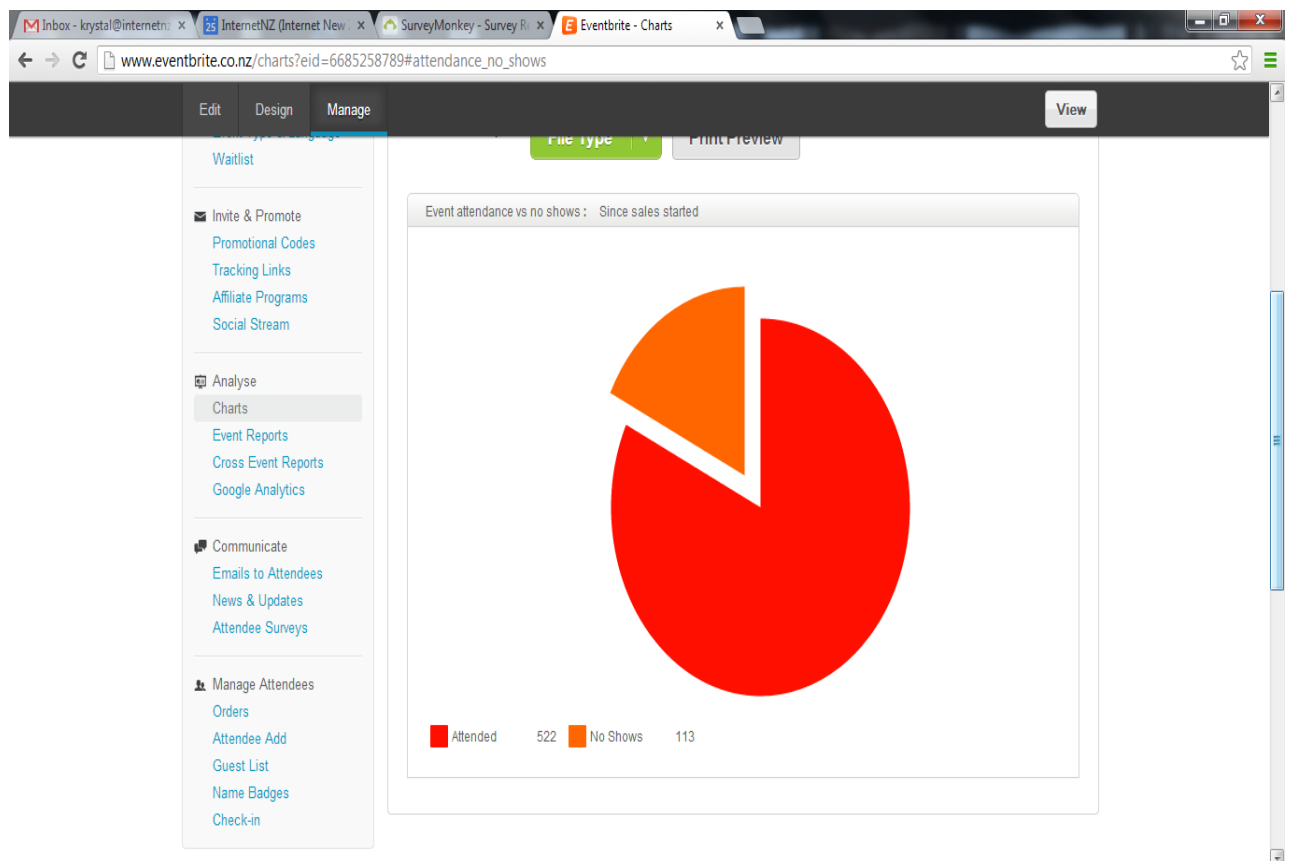 Inbox - krystal@internetnz
25 InternetNZ (Internet New
SurveyMonkey - Survey R
Eventbrite - Charts
www.eventbrite.co.nz/charts?eid=6685258789#attendance_no_shows
Edit Design Manage
View
Event Type & Language
Waitlist
File Type
Print Preview
Invite & Promote
Promotional Codes
Tracking Links
Affiliate Programs
Social Stream
Analyse
Charts
Event Reports
Cross Event Reports
Google Analytics
Communicate
Emails to Attendees
News & Updates
Attendee Surveys
Manage Attendees
Orders
Attendee Add
Guest List
Name Badges
Check-in
Event attendance vs no shows : Since sales started
Attended 522 No Shows 113